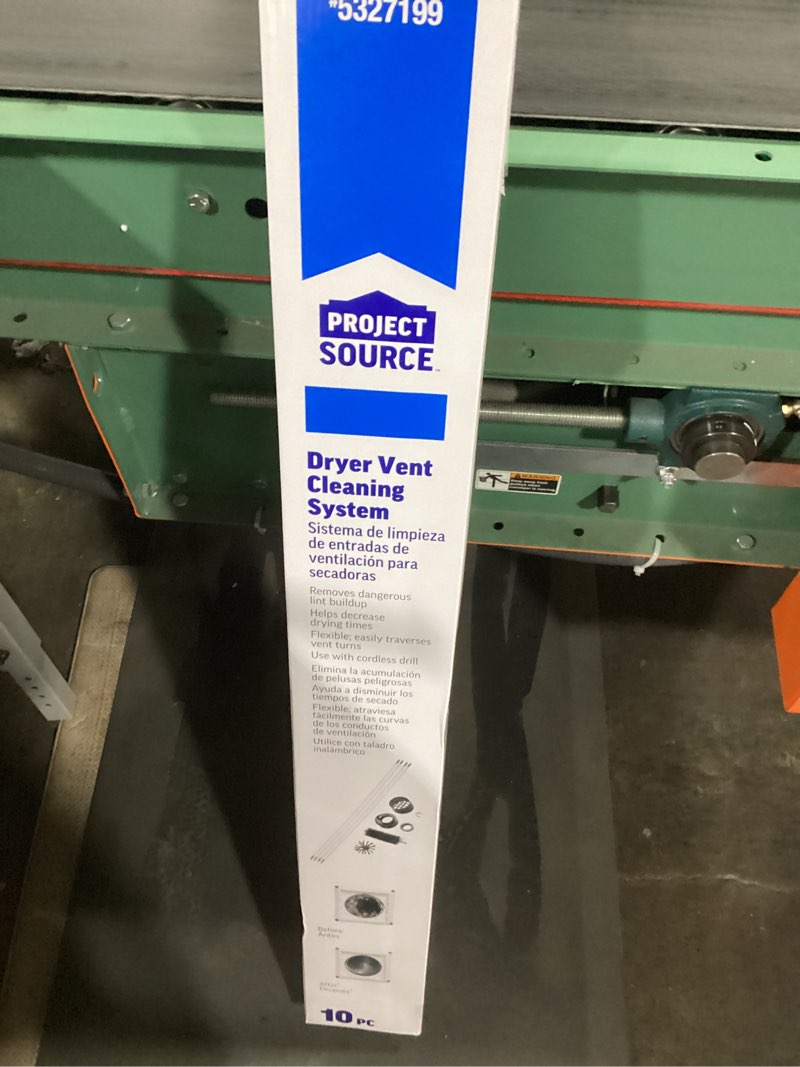 #5327199
PROJECT
SOURCE
Dryer Vent
Cleaning
System
Sistema de limpieza
de entradas de
ventilación para
secadoras
Removes dangerous
lint buildup
Helps decrease
drying times
Flexible; easily traverses
vent turns
Use with cordless drill
Elimina la acumulación
de pelusas peligrosas
Ayuda a disminuir los
tiempos de secado
Flexible; atraviesa
fácilmente las curvas
de los conductos
de ventilación
Utilice con taladro
inalámbrico
Before
Antes
After
Después
10 PC
WARNING